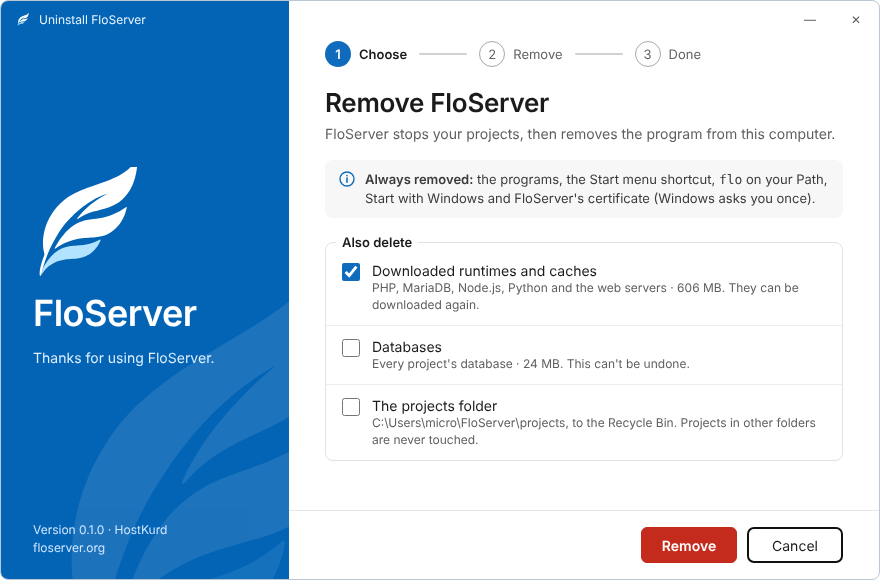 Uninstall FloServer
FloServer
Thanks for using FloServer.
Version 0.1.0 · HostKurd
floserver.org
1 Choose 2 Remove 3 Done
Remove FloServer
FloServer stops your projects, then removes the program from this computer.
Always removed: the programs, the Start menu shortcut, flo on your Path,
Start with Windows and FloServer's certificate (Windows asks you once).
Also delete
Downloaded runtimes and caches
PHP, MariaDB, Node.js, Python and the web servers · 606 MB. They can be
downloaded again.
Databases
Every project's database · 24 MB. This can't be undone.
The projects folder
C:\Users\micro\FloServer\projects, to the Recycle Bin. Projects in other folders
are never touched.
Remove Cancel